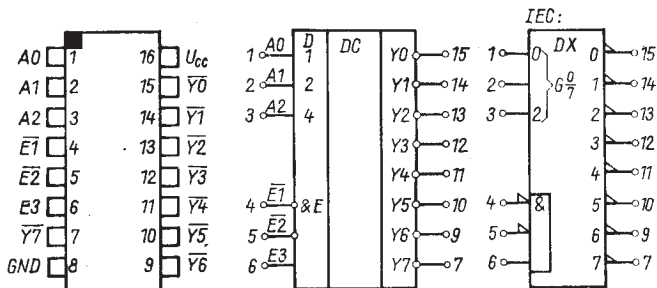 IEC:
A0 1 16 Ucc
A1 2 15 Y0
A2 3 14 Y1
E1 4 13 Y2
E2 5 12 Y3
E3 6 11 Y4
Y7 7 10 Y5
GND 8 9 Y6
D DC
1 A0 1 Y0 15
2 A1 2 Y1 14
3 A2 4 Y2 13
Y3 12
Y4 11
4 E1 &E Y5 10
5 E2 Y6 9
6 E3 Y7 7
DX
1 0 0 15
2 G 0/7 1 14
3 2 2 13
3 12
4 11
4 & 5 10
5 6 9
6 7 7